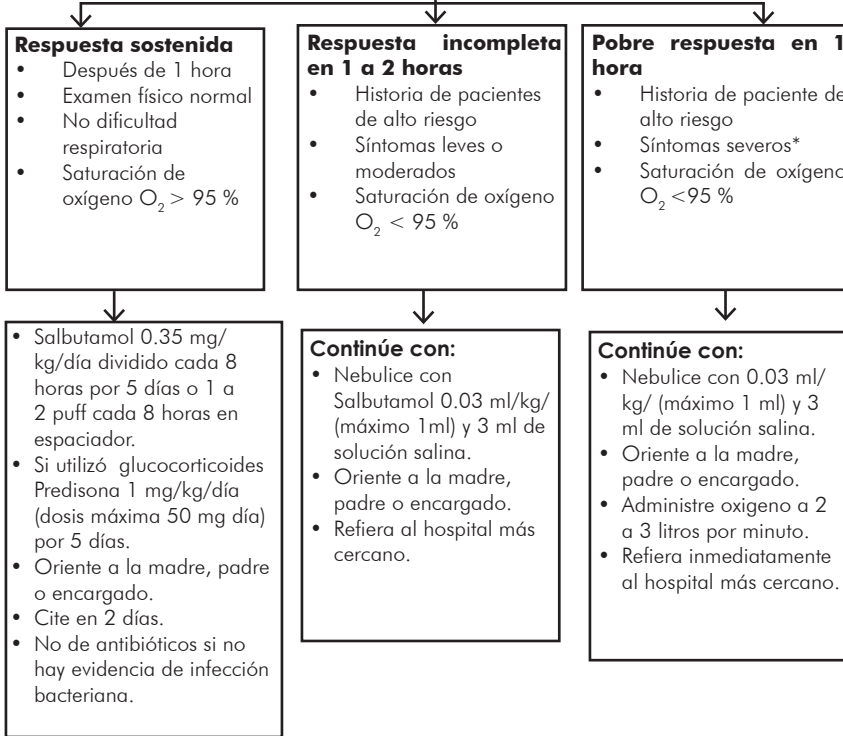 Respuesta sostenida
• Después de 1 hora
• Examen físico normal
• No dificultad
respiratoria
• Saturación de
oxígeno O2 > 95 %
Respuesta incompleta
en 1 a 2 horas
• Historia de pacientes
de alto riesgo
• Síntomas leves o
moderados
• Saturación de oxígeno
O2 < 95 %
Pobre respuesta en 1
hora
• Historia de paciente de
alto riesgo
• Síntomas severos*
• Saturación de oxígeno
O2 <95 %
• Salbutamol 0.35 mg/
kg/día dividido cada 8
horas por 5 días o 1 a
2 puff cada 8 horas en
espaciador.
• Si utilizó glucocorticoides
Predisona 1 mg/kg/día
(dosis máxima 50 mg día)
por 5 días.
• Oriente a la madre, padre
o encargado.
• Cite en 2 días.
• No de antibióticos si no
hay evidencia de infección
bacteriana.
Continúe con:
• Nebulice con
Salbutamol 0.03 ml/kg/
(máximo 1ml) y 3 ml de
solución salina.
• Oriente a la madre,
padre o encargado.
• Refiera al hospital más
cercano.
Continúe con:
• Nebulice con 0.03 ml/
kg/ (máximo 1 ml) y 3
ml de solución salina.
• Oriente a la madre,
padre o encargado.
• Administre oxigeno a 2
a 3 litros por minuto.
• Refiera inmediatamente
al hospital más cercano.